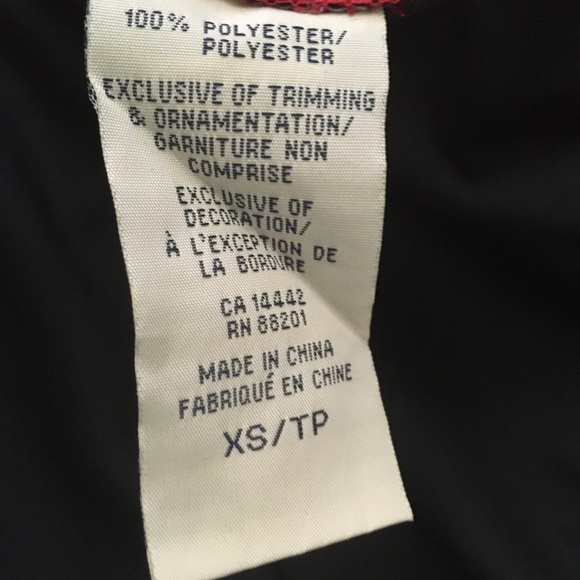 100% POLYESTER/
POLYESTER
EXCLUSIVE OF TRIMMING
& ORNAMENTATION/
GARNITURE NON
COMPRISE
EXCLUSIVE OF
DECORATION/
À L'EXCEPTION DE
LA BORDURE
CA 14442
RN 88201
MADE IN CHINA
FABRIQUÉ EN CHINE
XS/TP